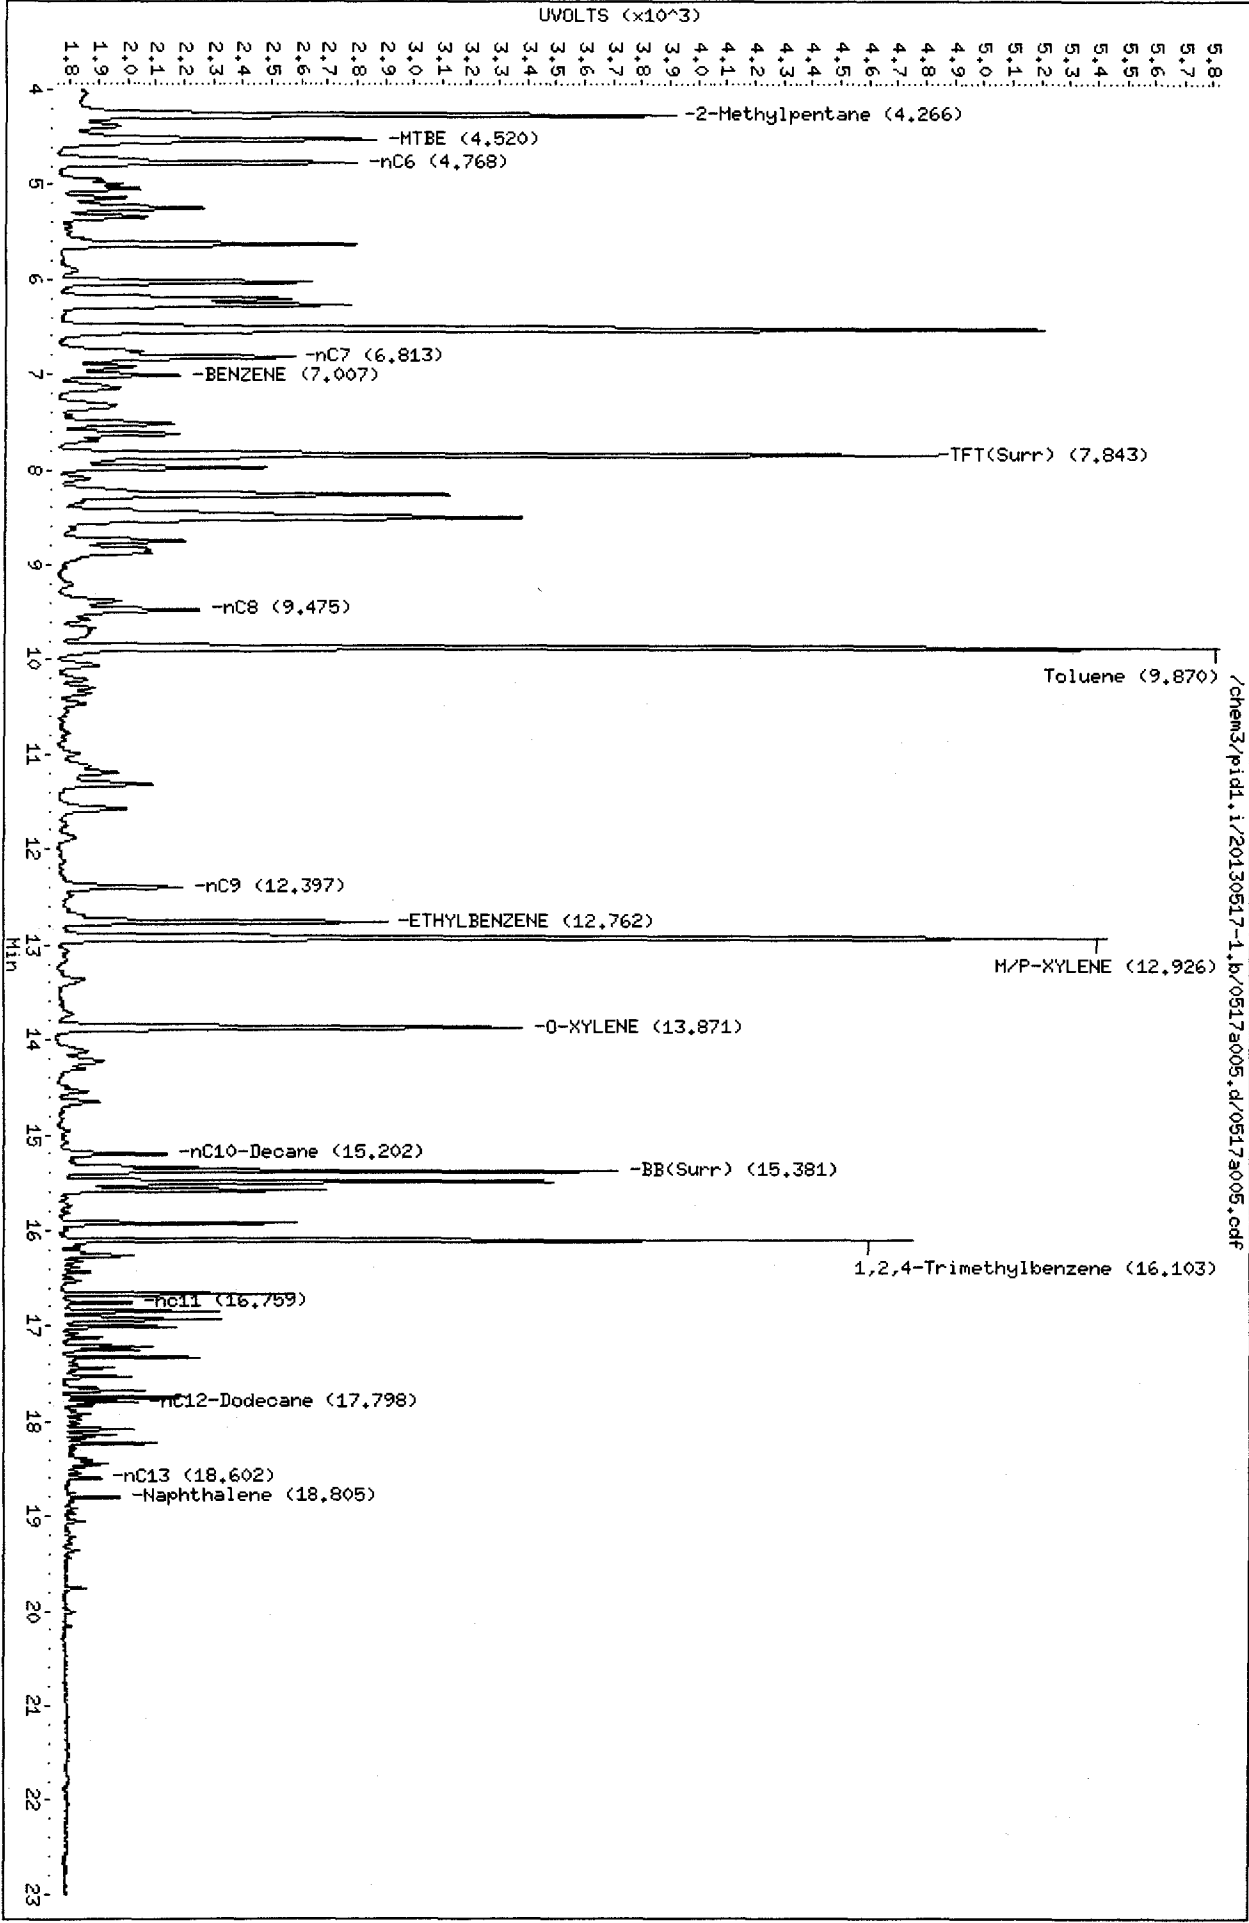 UVOLTS (x10^3)
1.8
1.9
2.0
2.1
2.2
2.3
2.4
2.5
2.6
2.7
2.8
2.9
3.0
3.1
3.2
3.3
3.4
3.5
3.6
3.7
3.8
3.9
4.0
4.1
4.2
4.3
4.4
4.5
4.6
4.7
4.8
4.9
5.0
5.1
5.2
5.3
5.4
5.5
5.6
5.7
5.8
4
5
6
7
8
9
10
11
12
13
14
15
16
17
18
19
20
21
22
23
Min
-2-Methylpentane (4.266)
-MTBE (4.520)
-nC6 (4.768)
-nC7 (6.813)
-BENZENE (7.007)
-TFT(Surr) (7.843)
-nC8 (9.475)
Toluene (9.870)
-nC9 (12.397)
-ETHYLBENZENE (12.762)
M/P-XYLENE (12.926)
-O-XYLENE (13.871)
-nC10-Decane (15.202)
-BB(Surr) (15.381)
1,2,4-Trimethylbenzene (16.103)
-nc11 (16.759)
-nC12-Dodecane (17.798)
-nC13 (18.602)
-Naphthalene (18.805)
/chem3/pid1.i/20130517-1.b/0517a005.d/0517a005.cdf